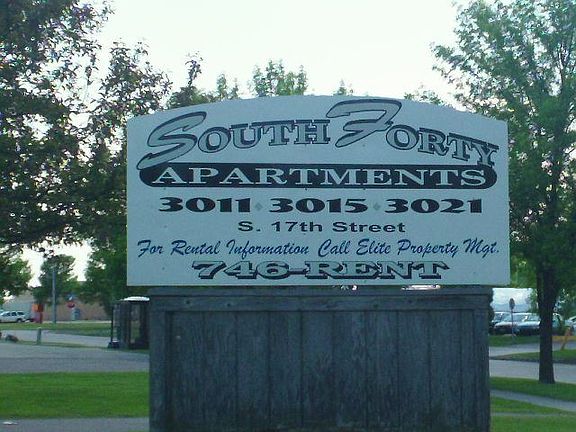 South Forty
APARTMENTS
3011 • 3015 • 3021
S. 17th Street
For Rental Information Call Elite Property Mgt.
746-RENT